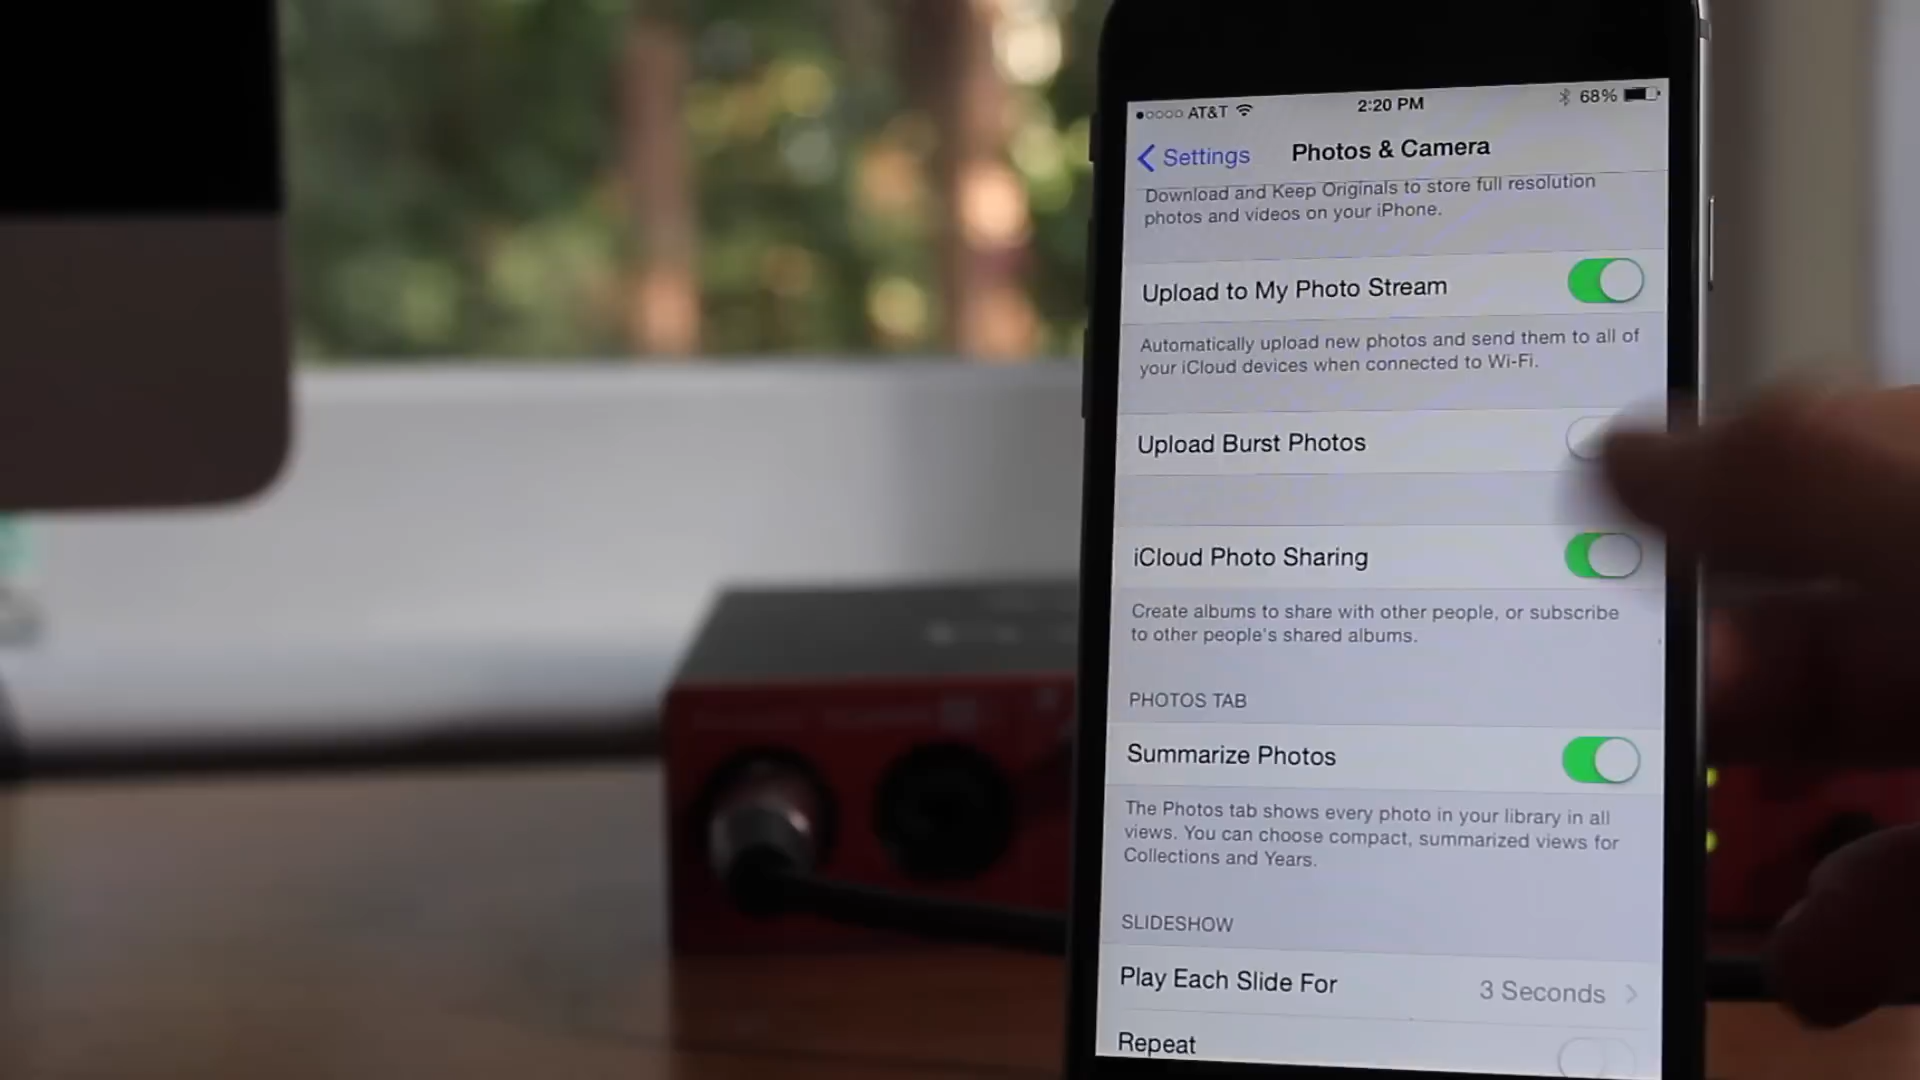 AT&T 2:20 PM 68%
Settings Photos & Camera
Download and Keep Originals to store full resolution
photos and videos on your iPhone.
Upload to My Photo Stream
Automatically upload new photos and send them to all of
your iCloud devices when connected to Wi-Fi.
Upload Burst Photos
iCloud Photo Sharing
Create albums to share with other people, or subscribe
to other people's shared albums.
PHOTOS TAB
Summarize Photos
The Photos tab shows every photo in your library in all
views. You can choose compact, summarized views for
Collections and Years.
SLIDESHOW
Play Each Slide For 3 Seconds
Repeat